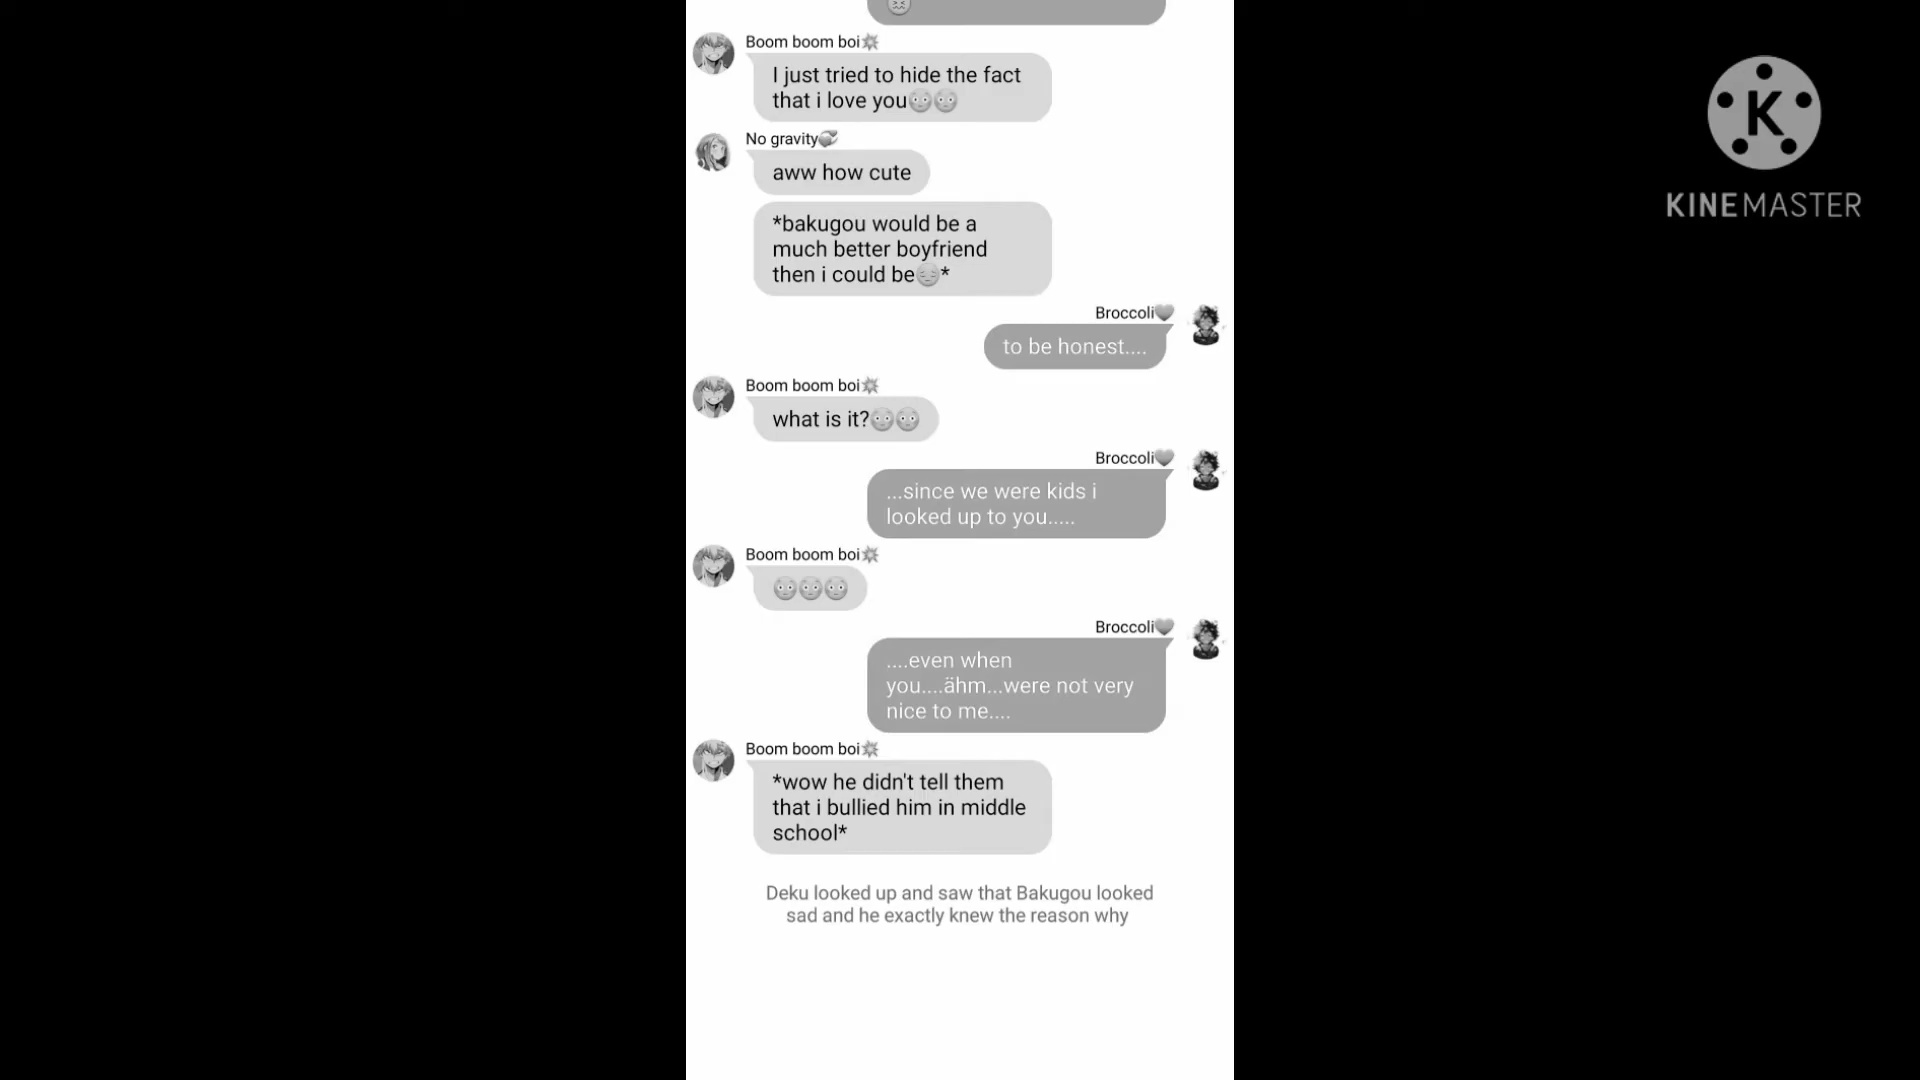 Boom boom boi💥
I just tried to hide the fact
that i love you😳😳
No gravity💞
aww how cute
*bakugou would be a
much better boyfriend
then i could be😔*
Broccoli💚
to be honest....
Boom boom boi💥
what is it?😳😳
Broccoli💚
...since we were kids i
looked up to you.....
Boom boom boi💥
😳😳😳
Broccoli💚
....even when
you....ähm...were not very
nice to me....
Boom boom boi💥
*wow he didn't tell them
that i bullied him in middle
school*
Deku looked up and saw that Bakugou looked
sad and he exactly knew the reason why
K
KINEMASTER